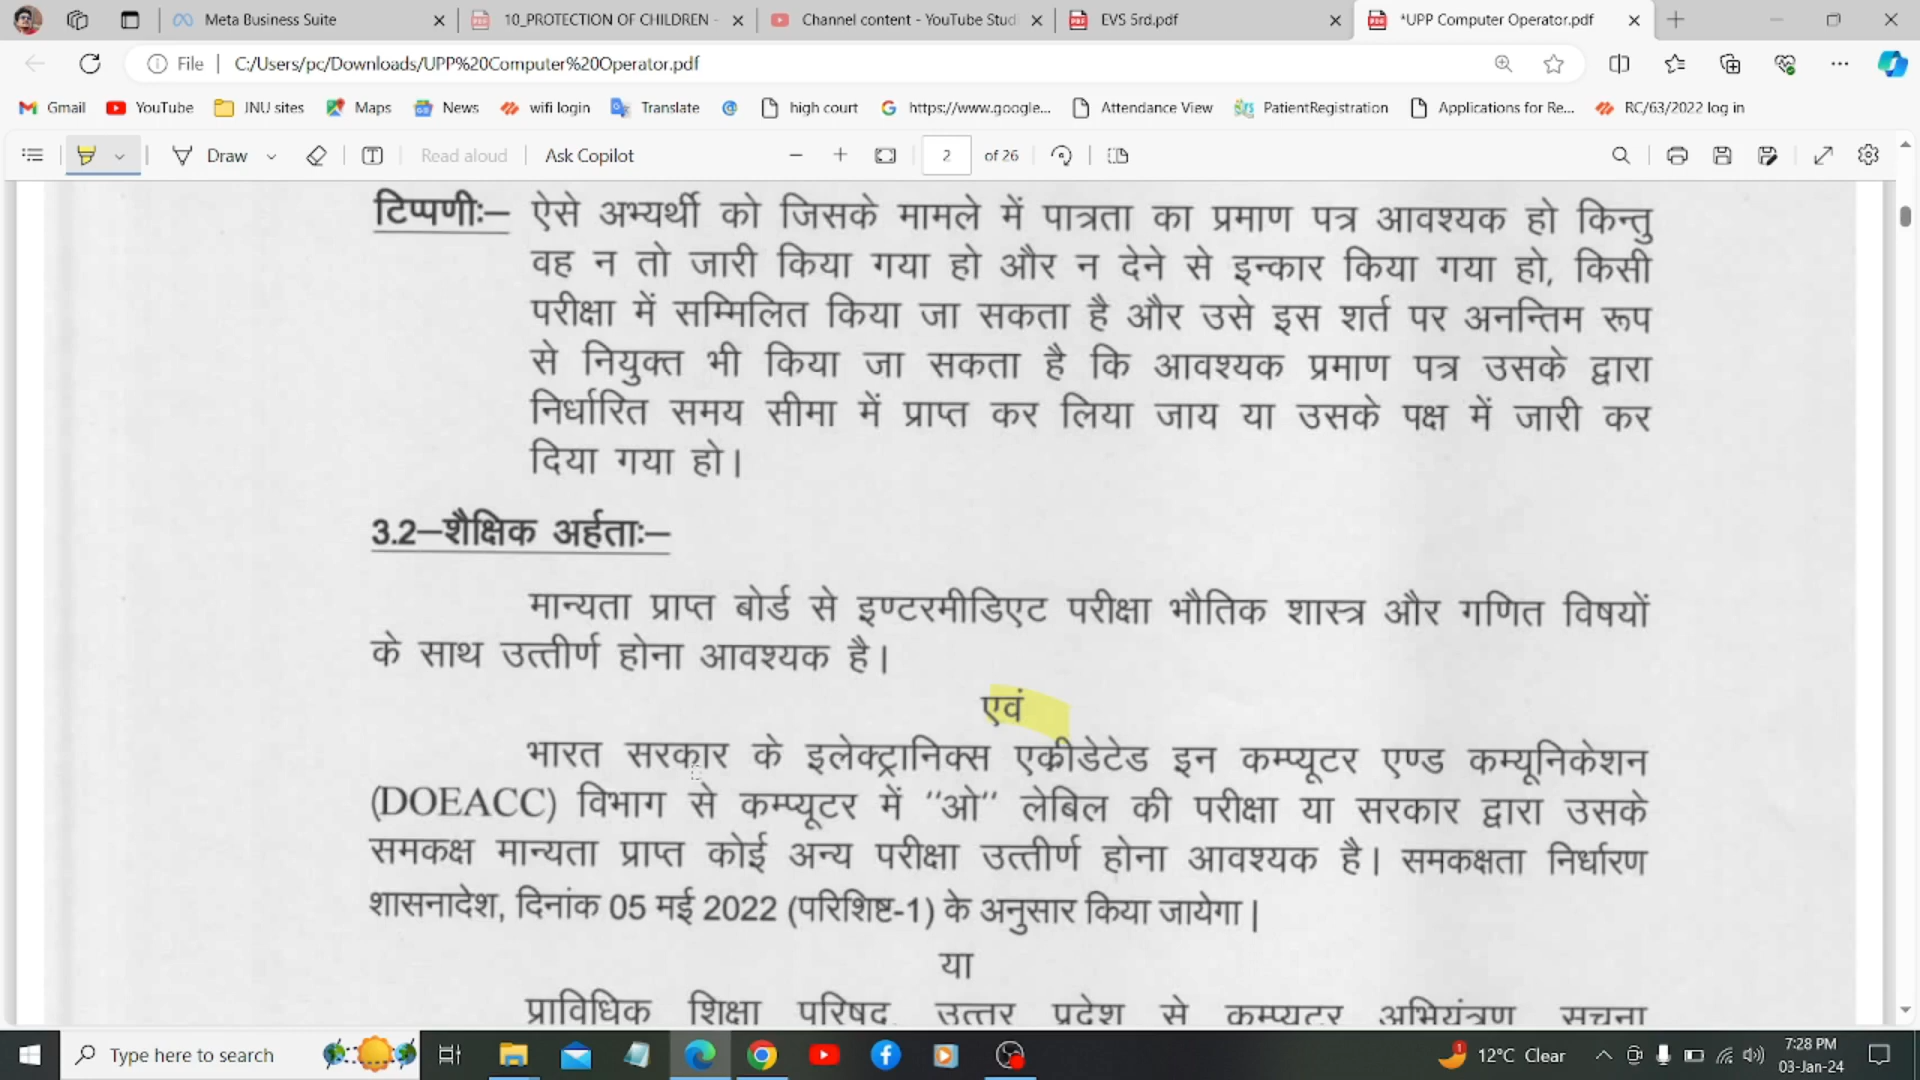 Meta Business Suite
10_PROTECTION OF CHILDREN -
Channel content - YouTube Stud
EVS 5rd.pdf
*UPP Computer Operator.pdf
File
C:/Users/pc/Downloads/UPP%20Computer%20Operator.pdf
Gmail
YouTube
JNU sites
Maps
News
wifi login
Translate
high court
https://www.google...
Attendance View
PatientRegistration
Applications for Re...
RC/63/2022 log in
Draw
Read aloud
Ask Copilot
2
of 26
टिप्पणीः– ऐसे अभ्यर्थी को जिसके मामले में पात्रता का प्रमाण पत्र आवश्यक हो किन्तु
वह न तो जारी किया गया हो और न देने से इन्कार किया गया हो, किसी
परीक्षा में सम्मिलित किया जा सकता है और उसे इस शर्त पर अनन्तिम रूप
से नियुक्त भी किया जा सकता है कि आवश्यक प्रमाण पत्र उसके द्वारा
निर्धारित समय सीमा में प्राप्त कर लिया जाय या उसके पक्ष में जारी कर
दिया गया हो।
3.2–शैक्षिक अर्हताः–
मान्यता प्राप्त बोर्ड से इण्टरमीडिएट परीक्षा भौतिक शास्त्र और गणित विषयों
के साथ उत्तीर्ण होना आवश्यक है।
एवं
भारत सरकार के इलेक्ट्रानिक्स एकीडेटेड इन कम्प्यूटर एण्ड कम्यूनिकेशन
(DOEACC) विभाग से कम्प्यूटर में "ओ" लेबिल की परीक्षा या सरकार द्वारा उसके
समकक्ष मान्यता प्राप्त कोई अन्य परीक्षा उत्तीर्ण होना आवश्यक है। समकक्षता निर्धारण
शासनादेश, दिनांक 05 मई 2022 (परिशिष्ट-1) के अनुसार किया जायेगा।
या
प्राविधिक शिक्षा परिषद, उत्तर प्रदेश से कम्प्यूटर अभियंत्रण सूचना
Type here to search
12°C Clear
7:28 PM
03-Jan-24